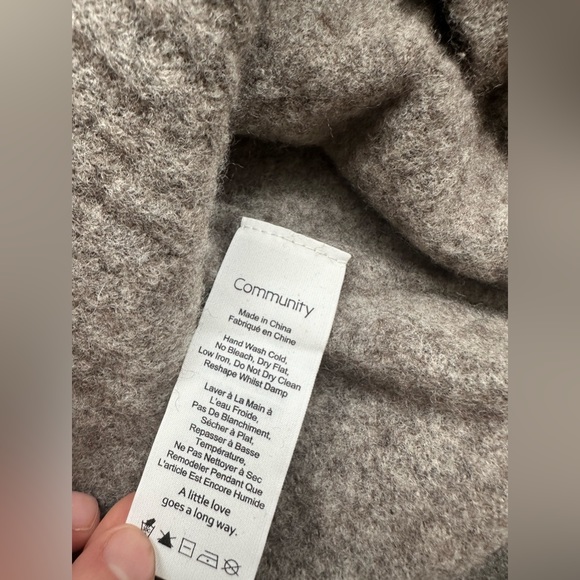 Community
Made in China
Fabriqué en Chine
Hand Wash Cold,
No Bleach, Dry Flat,
Low Iron, Do Not Dry Clean
Reshape Whilst Damp
Laver à La Main à
L'eau Froide,
Pas De Blanchiment,
Sécher à Plat,
Repasser à Basse
Température,
Ne Pas Nettoyer à Sec
Remodeler Pendant Que
L'article Est Encore Humide
A little love
goes a long way.